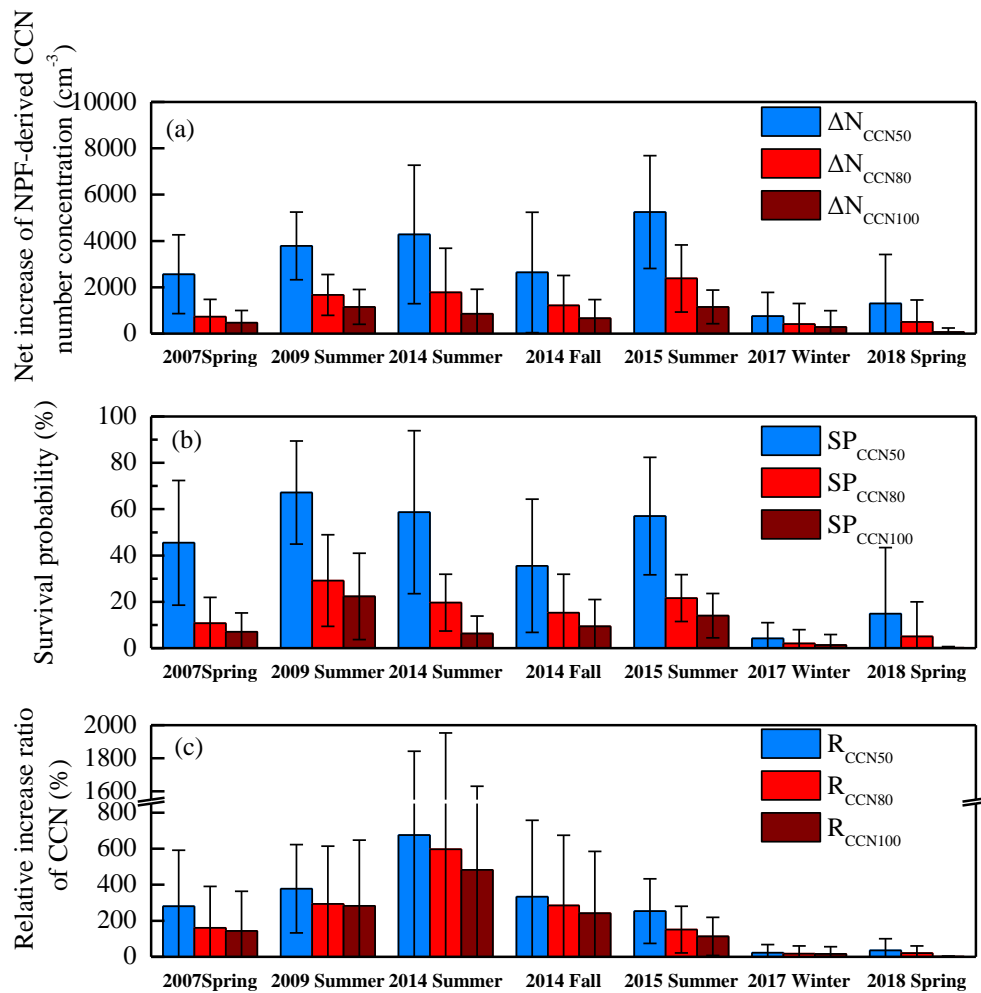 Net increase of NPF-derived CCN
number concentration (cm-3)
10000
8000
6000
4000
2000
0
(a)
ΔNCCN50
ΔNCCN80
ΔNCCN100
2007Spring 2009 Summer 2014 Summer 2014 Fall 2015 Summer 2017 Winter 2018 Spring
Survival probability (%)
100
80
60
40
20
0
(b)
SPCCN50
SPCCN80
SPCCN100
2007Spring 2009 Summer 2014 Summer 2014 Fall 2015 Summer 2017 Winter 2018 Spring
Relative increase ratio
of CCN (%)
2000
1800
1600
800
600
400
200
0
(c)
RCCN50
RCCN80
RCCN100
2007Spring 2009 Summer 2014 Summer 2014 Fall 2015 Summer 2017 Winter 2018 Spring